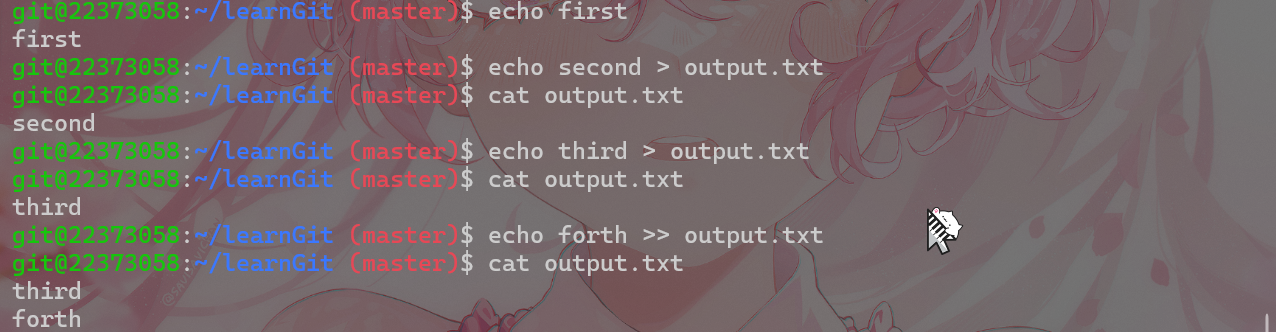 git@22373058:~/learnGit (master)$ echo first
first
git@22373058:~/learnGit (master)$ echo second > output.txt
git@22373058:~/learnGit (master)$ cat output.txt
second
git@22373058:~/learnGit (master)$ echo third > output.txt
git@22373058:~/learnGit (master)$ cat output.txt
third
git@22373058:~/learnGit (master)$ echo forth >> output.txt
git@22373058:~/learnGit (master)$ cat output.txt
third
forth